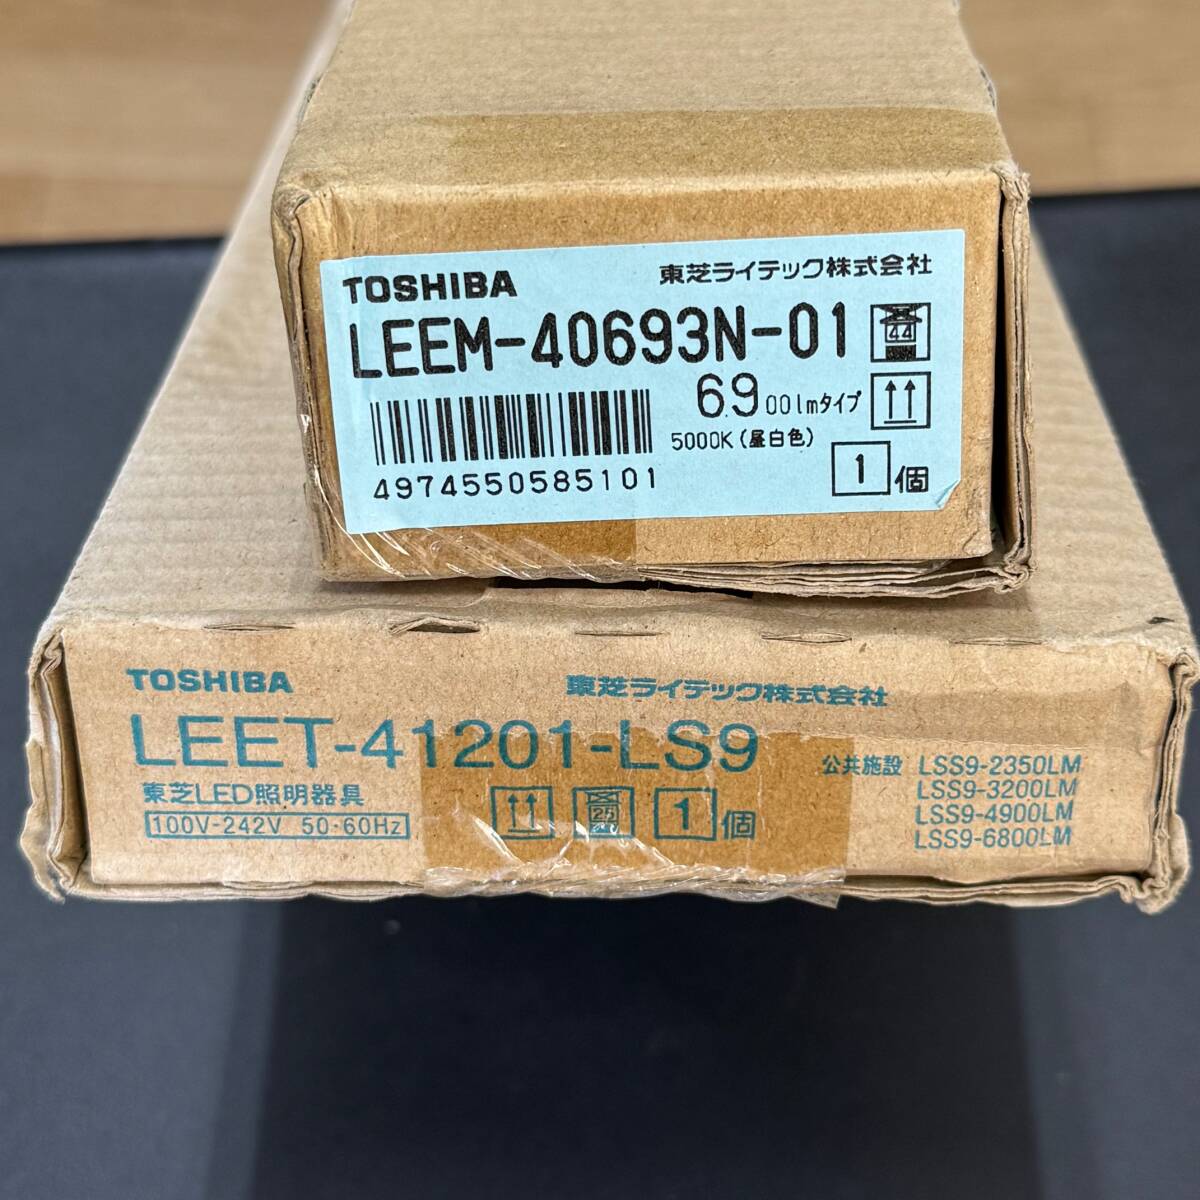 TOSHIBA 東芝ライテック株式会社
LEEM-40693N-01 44
6.900lmタイプ
5000K(昼白色)
4974550585101 1個
TOSHIBA 東芝ライテック株式会社
LEET-41201-LS9
東芝LED照明器具
100V-242V 50・60Hz
25 1個
公共施設 LSS9-2350LM
LSS9-3200LM
LSS9-4900LM
LSS9-6800LM